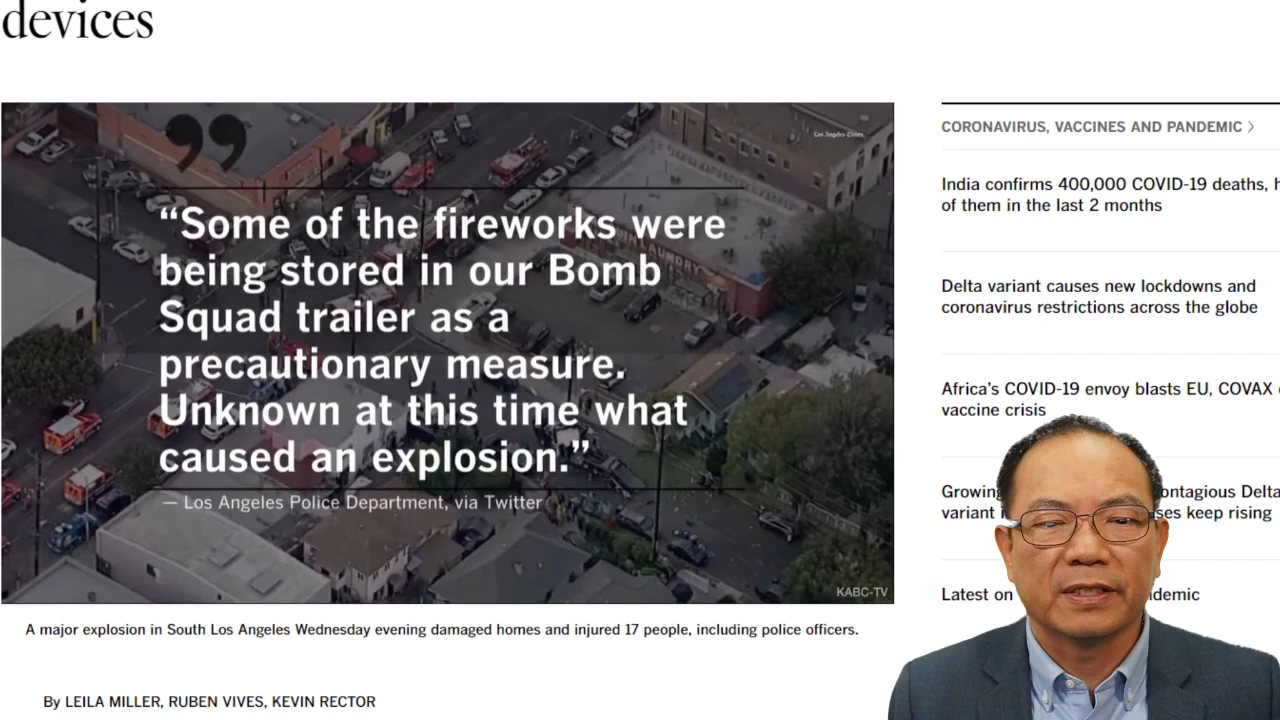 devices
”
Los Angeles Times
“Some of the fireworks were
being stored in our Bomb
Squad trailer as a
precautionary measure.
Unknown at this time what
caused an explosion.”
— Los Angeles Police Department, via Twitter
KABC-TV
A major explosion in South Los Angeles Wednesday evening damaged homes and injured 17 people, including police officers.
By LEILA MILLER, RUBEN VIVES, KEVIN RECTOR
CORONAVIRUS, VACCINES AND PANDEMIC >
India confirms 400,000 COVID-19 deaths, h
of them in the last 2 months
Delta variant causes new lockdowns and
coronavirus restrictions across the globe
Africa’s COVID-19 envoy blasts EU, COVAX
vaccine crisis
Growing ontagious Delta
variant ses keep rising
Latest on demic